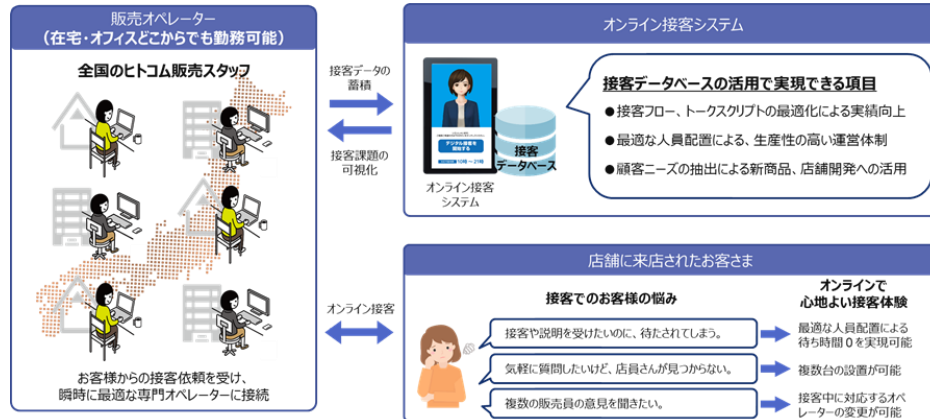 販売オペレーター
（在宅・オフィスどこからでも勤務可能）
全国のヒトコム販売スタッフ
お客様からの接客依頼を受け、
瞬時に最適な専門オペレーターに接続
接客データの
蓄積
接客課題の
可視化
オンライン接客
オンライン接客システム
デジタル接客を
開始する
10時～21時
オンライン接客
システム
接客
データベース
接客データベースの活用で実現できる項目
●接客フロー、トークスクリプトの最適化による実績向上
●最適な人員配置による、生産性の高い運営体制
●顧客ニーズの抽出による新商品、店舗開発への活用
店舗に来店されたお客さま
接客でのお客様の悩み
オンラインで
心地よい接客体験
接客や説明を受けたいのに、待たされてしまう。
最適な人員配置による
待ち時間０を実現可能
気軽に質問したいけど、店員さんが見つからない。
複数台の設置が可能
複数の販売員の意見を聞きたい。
接客中に対応するオペ
レーターの変更が可能